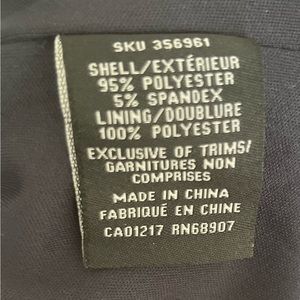 SKU 356961
SHELL/EXTÉRIEUR
95% POLYESTER
5% SPANDEX
LINING/DOUBLURE
100% POLYESTER
EXCLUSIVE OF TRIMS/
GARNITURES NON
COMPRISES
MADE IN CHINA
FABRIQUÉ EN CHINE
CA01217 RN68907